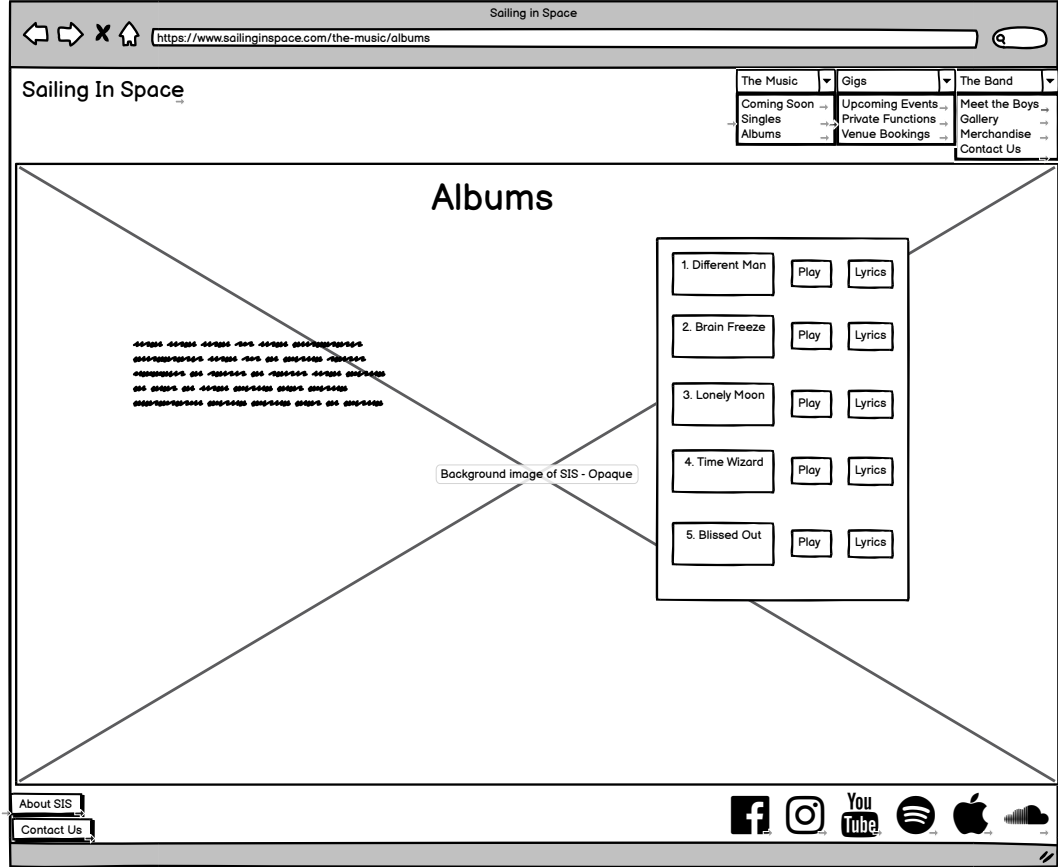 Sailing in Space
https://www.sailinginspace.com/the-music/albums
Sailing In Space
The Music
Coming Soon
Singles
Albums
Gigs
Upcoming Events
Private Functions
Venue Bookings
The Band
Meet the Boys
Gallery
Merchandise
Contact Us
Albums
1. Different Man Play Lyrics
2. Brain Freeze Play Lyrics
3. Lonely Moon Play Lyrics
4. Time Wizard Play Lyrics
5. Blissed Out Play Lyrics
Background image of SIS - Opaque
About SIS
Contact Us
You
Tube